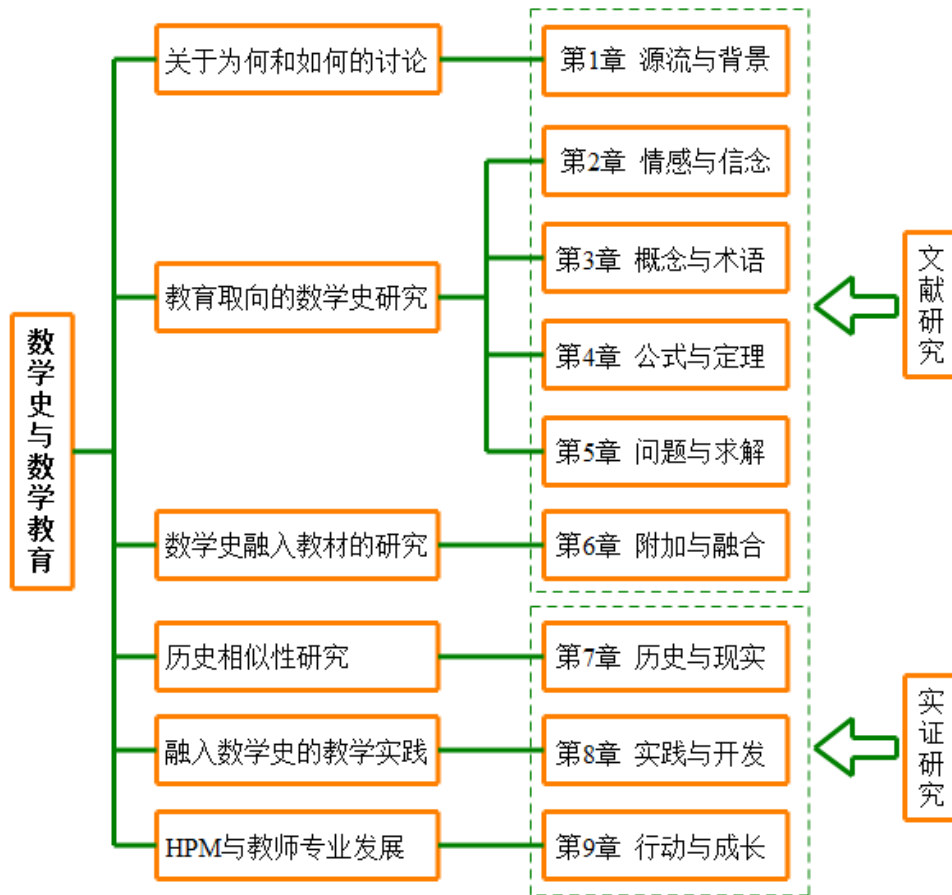 数学史与数学教育
关于为何和如何的讨论
第1章 源流与背景
教育取向的数学史研究
第2章 情感与信念
第3章 概念与术语
第4章 公式与定理
第5章 问题与求解
数学史融入教材的研究
第6章 附加与融合
历史相似性研究
第7章 历史与现实
融入数学史的教学实践
第8章 实践与开发
HPM与教师专业发展
第9章 行动与成长
文献研究
实证研究